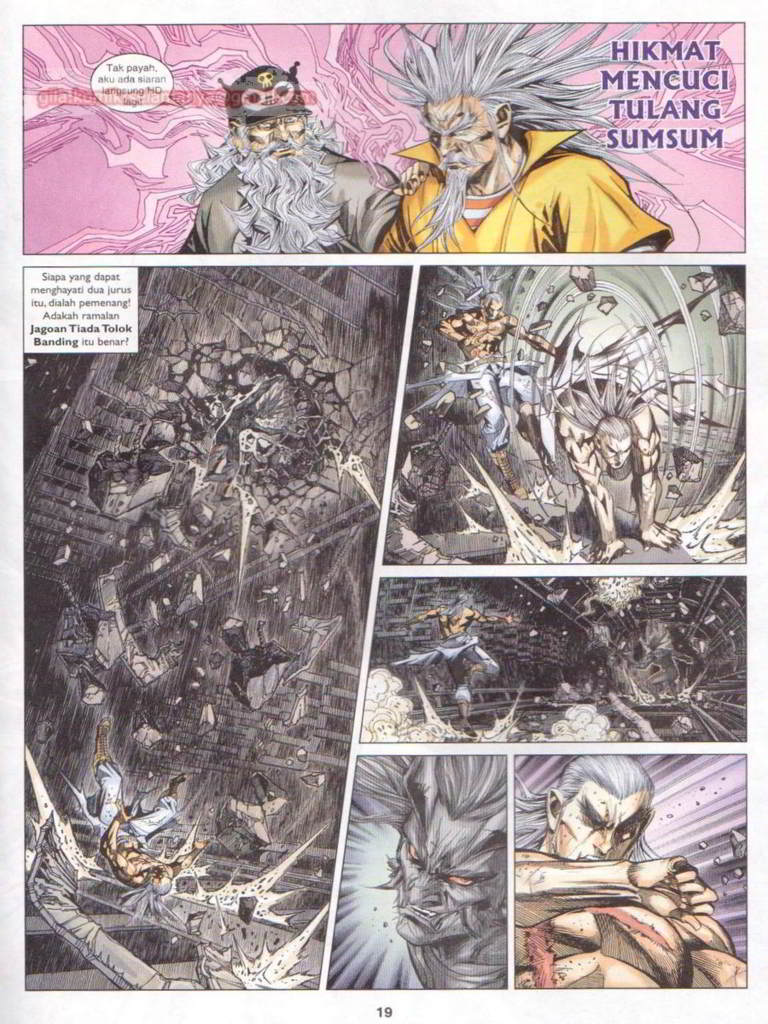 Tak payah,
aku ada siaran
langsung HD
lagi!
HIKMAT
MENCUCI
TULANG
SUMSUM
Siapa yang dapat
menghayati dua jurus
itu, dialah pemenang!
Adakah ramalan
Jagoan Tiada Tolok
Banding itu benar?
19